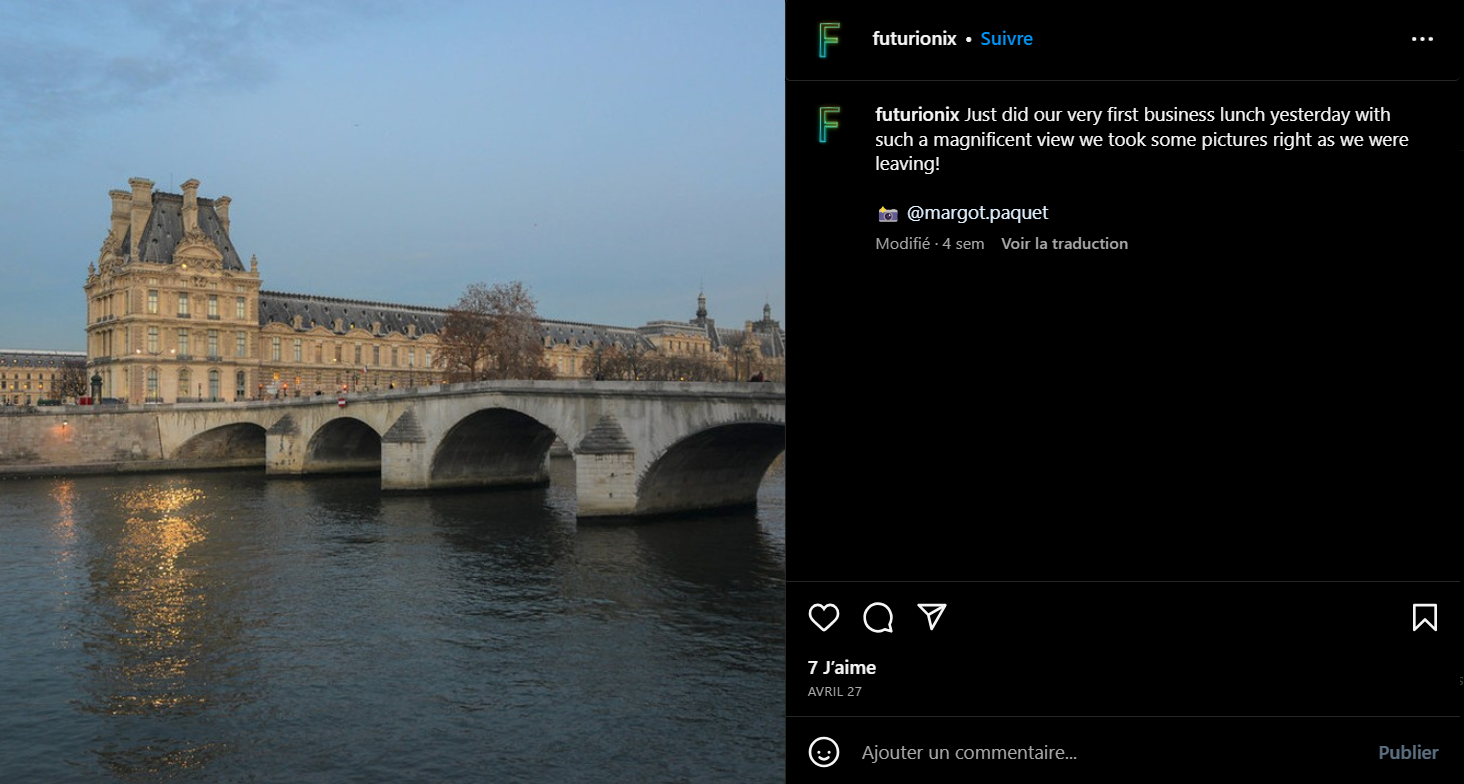 F
futurionix • Suivre
F
futurionix Just did our very first business lunch yesterday with
such a magnificent view we took some pictures right as we were
leaving!
📸 @margot.paquet
Modifié · 4 sem Voir la traduction
7 J’aime
AVRIL 27
Ajouter un commentaire... Publier